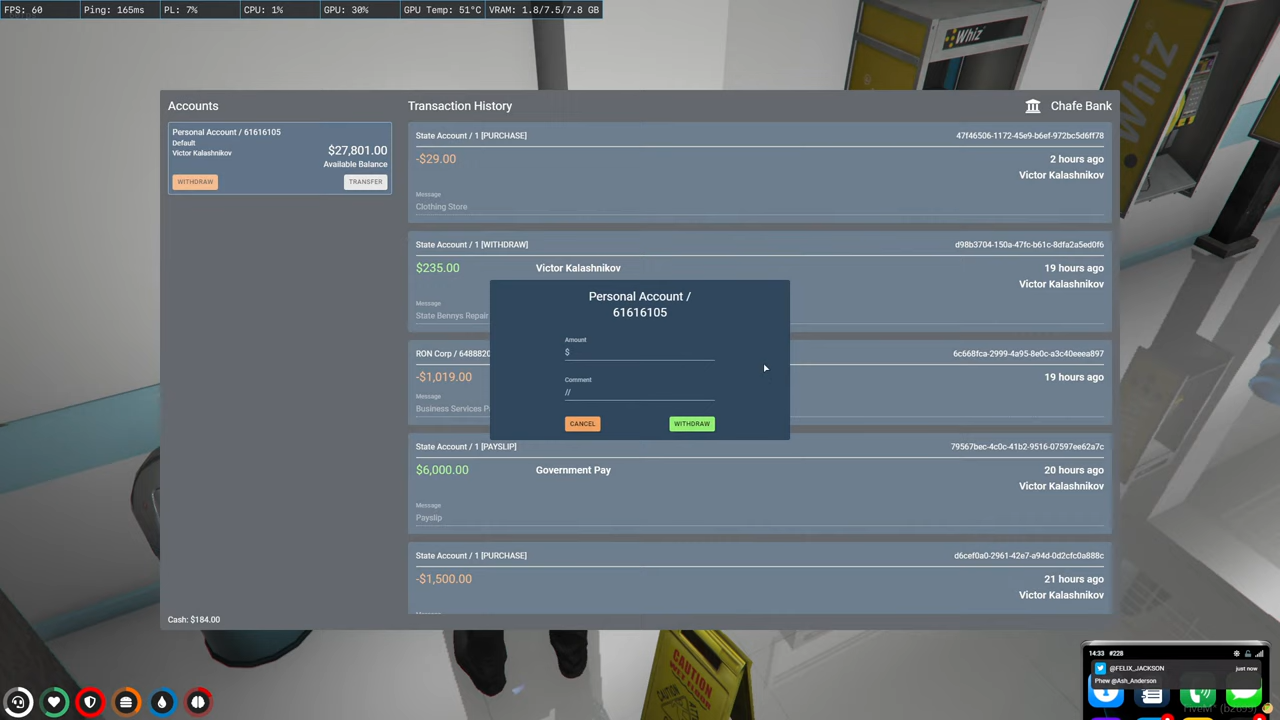 FPS: 60
Ping: 165ms
PL: 7%
CPU: 1%
GPU: 30%
GPU Temp: 51°C
VRAM: 1.8/7.5/7.8 GB
Whiz
Whiz
Accounts
Personal Account / 61616105
Default
Victor Kalashnikov
$27,801.00
Available Balance
WITHDRAW
TRANSFER
Cash: $184.00
Transaction History
Chafe Bank
State Account / 1 [PURCHASE]
47f46506-1172-45e9-b6ef-972bc5d6ff78
-$29.00
2 hours ago
Victor Kalashnikov
Message
Clothing Store
State Account / 1 [WITHDRAW]
d98b3704-150a-47fc-b61c-8dfa2a5ed0f6
$235.00
Victor Kalashnikov
19 hours ago
Victor Kalashnikov
Message
State Bennys Repair
RON Corp / 6488820
6c668fca-2999-4a95-8e0c-a3c40eeea897
-$1,019.00
19 hours ago
Message
Business Services P
State Account / 1 [PAYSLIP]
79567bec-4c0c-41b2-9516-07597ee62a7c
$6,000.00
Government Pay
20 hours ago
Victor Kalashnikov
Message
Payslip
State Account / 1 [PURCHASE]
d6cef0a0-2961-42e7-a94d-0d2cfc0a888c
-$1,500.00
21 hours ago
Victor Kalashnikov
Personal Account /
61616105
Amount
$
Comment
//
CANCEL
WITHDRAW
CAUTION
14:33 #228
@FELIX_JACKSON
just now
Phew @Ash_Anderson